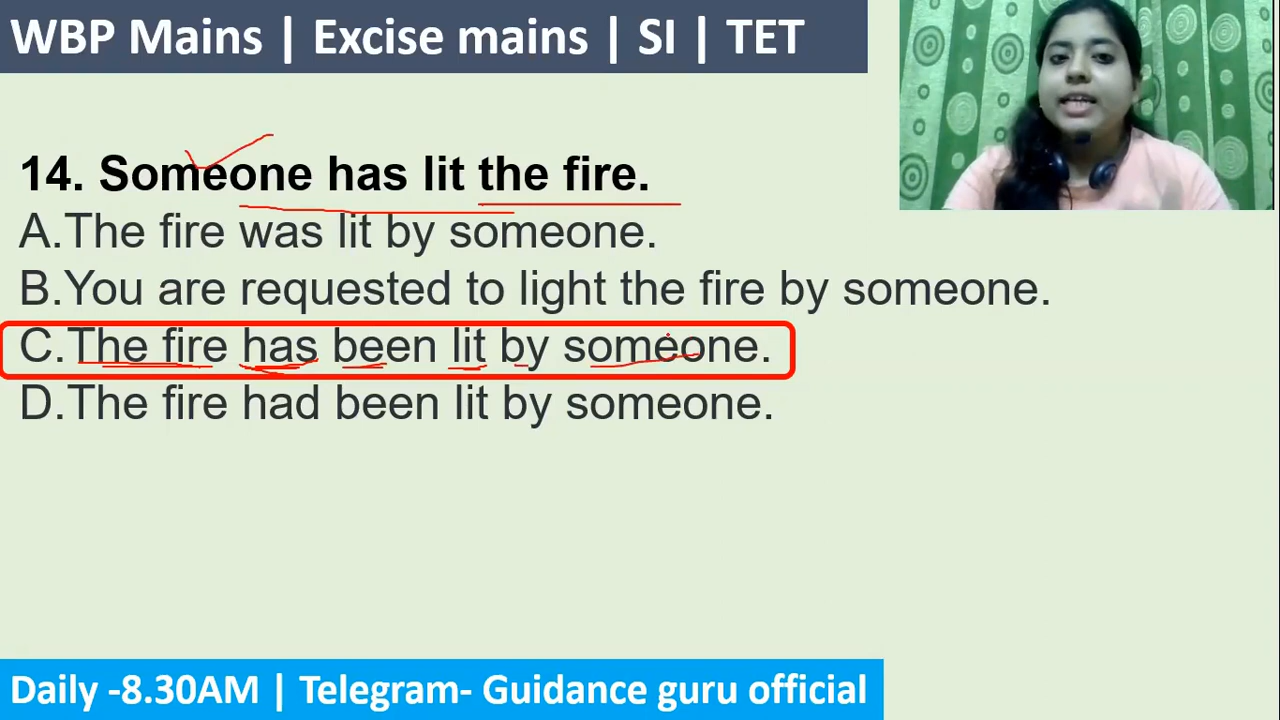 WBP Mains | Excise mains | SI | TET
14. Someone has lit the fire.
A.The fire was lit by someone.
B.You are requested to light the fire by someone.
C.The fire has been lit by someone.
D.The fire had been lit by someone.
Daily -8.30AM | Telegram- Guidance guru official